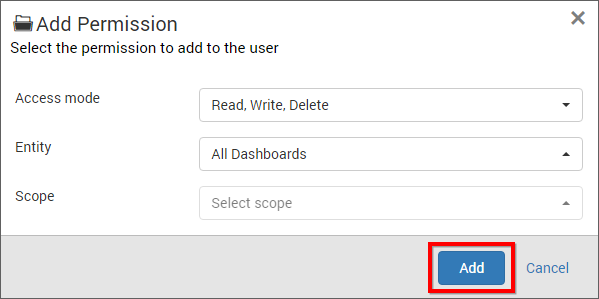 Add Permission
Select the permission to add to the user
Access mode
Read, Write, Delete
Entity
All Dashboards
Scope
Select scope
Add
Cancel